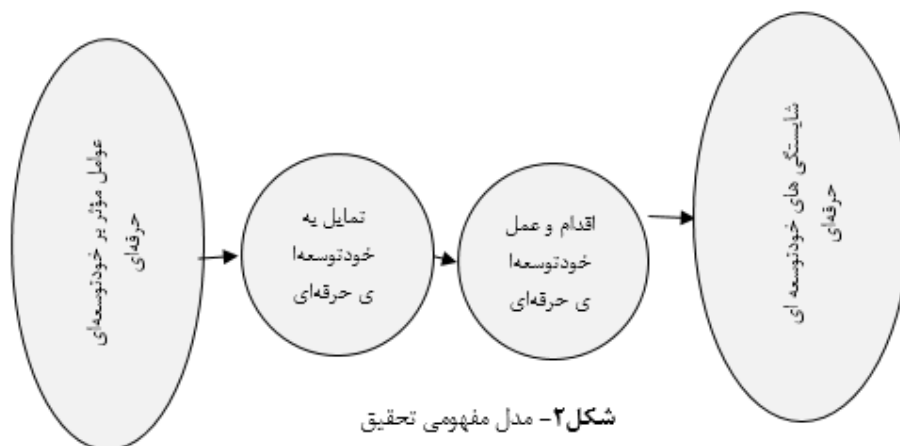 عوامل مؤثر بر خودتوسعه‌ای
حرفه‌ای
تمایل یه
خودتوسعه‌ا
ی حرفه‌ای
اقدام و عمل
خودتوسعه‌ا
ی حرفه‌ای
شایستگی های خودتوسعه ای
حرفه‌ای
شکل۲- مدل مفهومی تحقیق